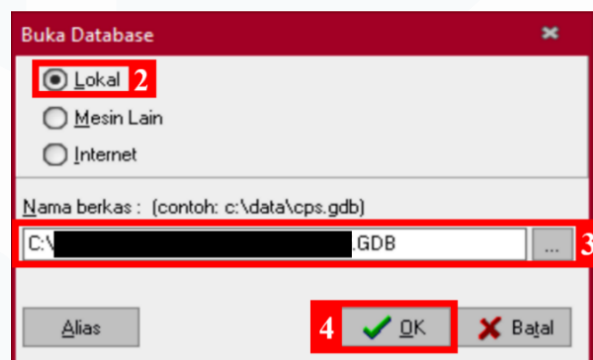 Buka Database
Lokal 2
Mesin Lain
Internet
Nama berkas : (contoh: c:\data\cps.gdb)
C:\ .GDB ... 3
Alias 4 OK Batal